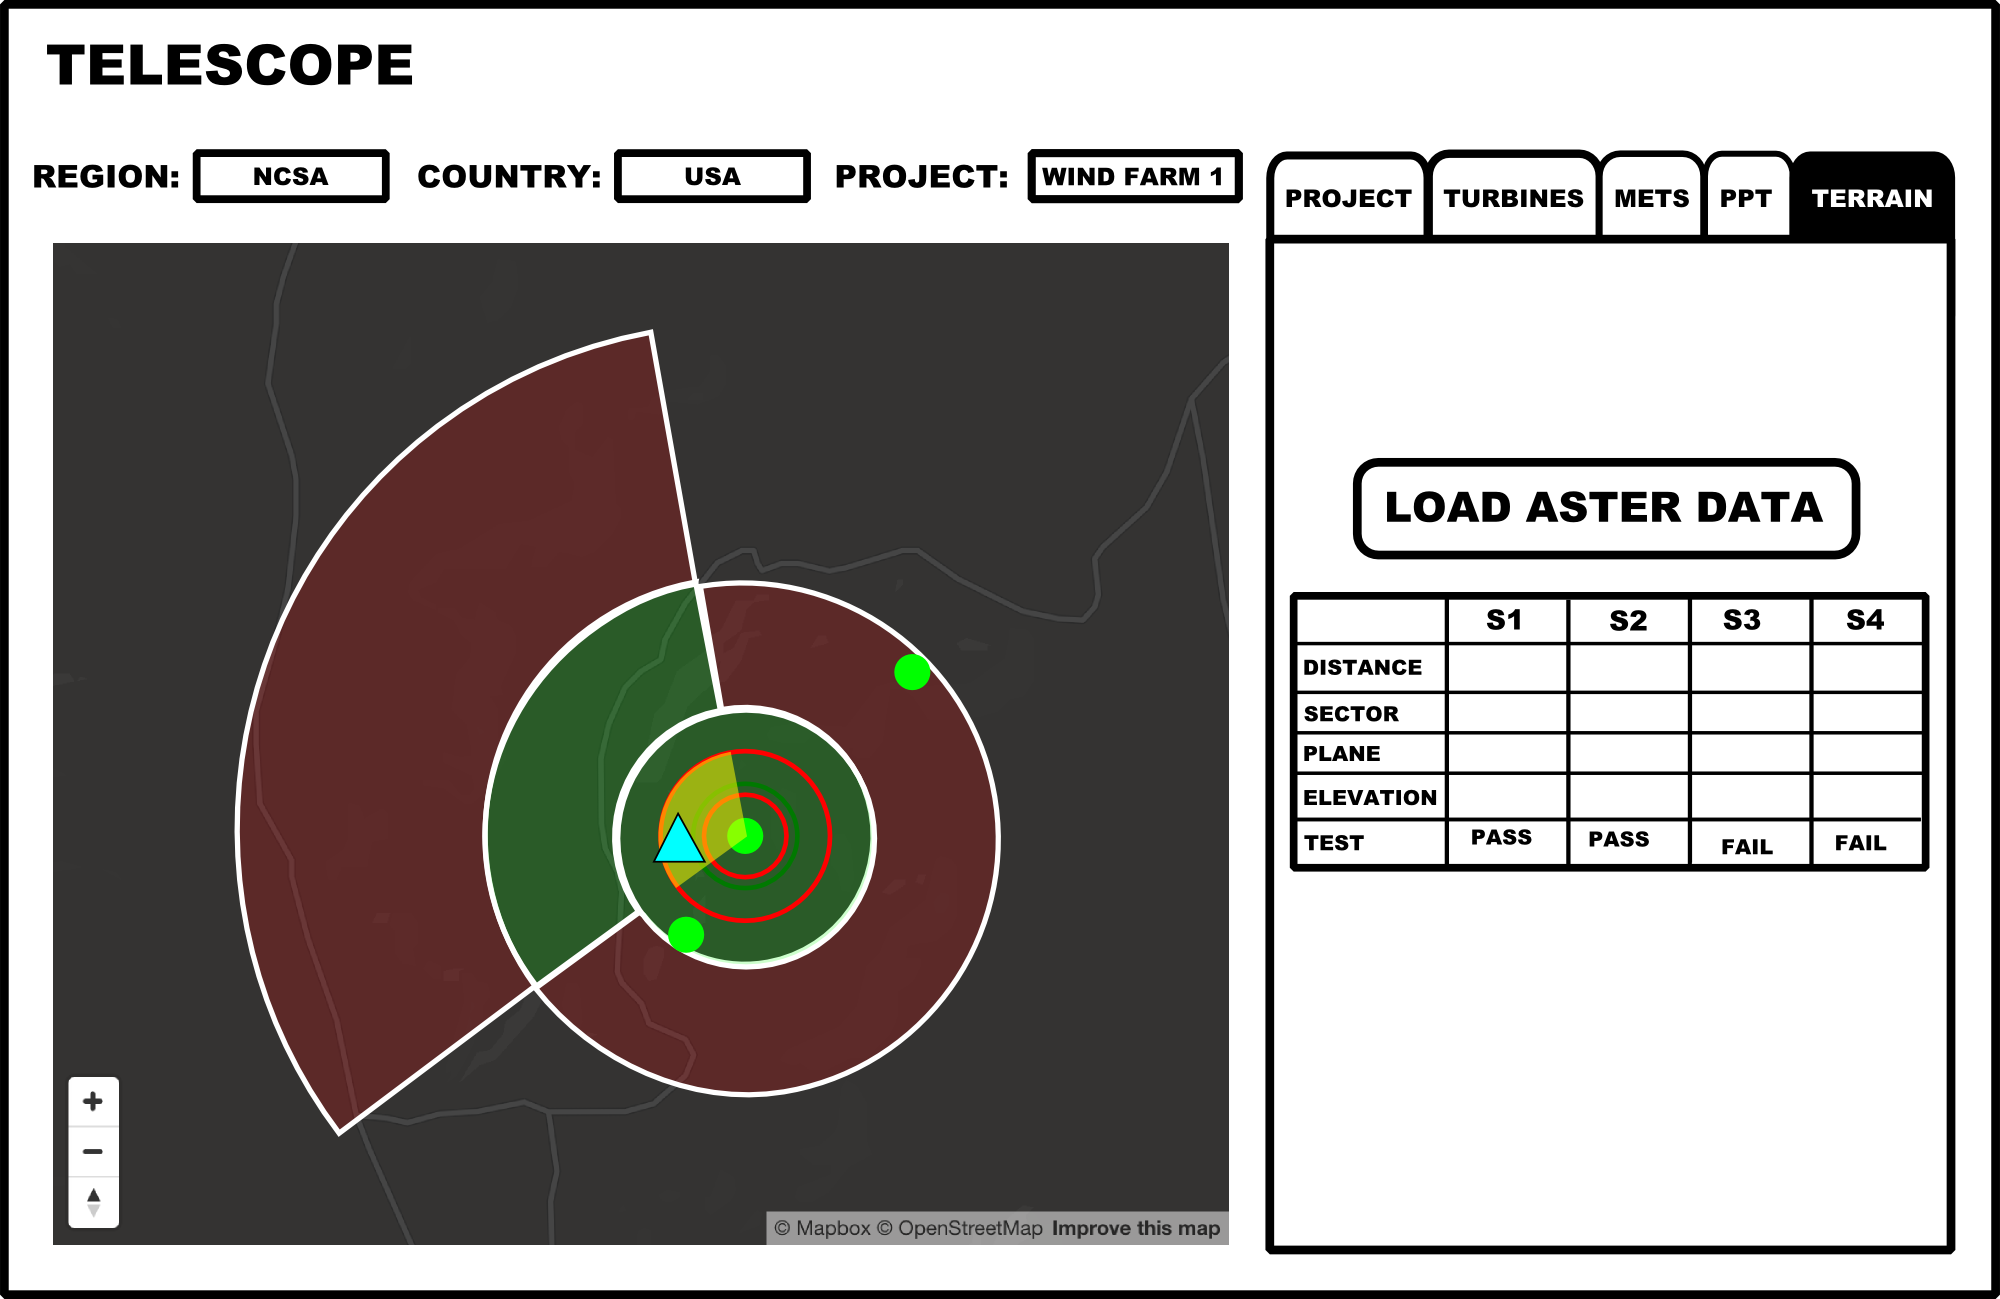 TELESCOPE
REGION: NCSA COUNTRY: USA PROJECT: WIND FARM 1
PROJECT TURBINES METS PPT TERRAIN
LOAD ASTER DATA
S1 S2 S3 S4
DISTANCE
SECTOR
PLANE
ELEVATION
TEST PASS PASS FAIL FAIL
+
−
© Mapbox © OpenStreetMap Improve this map